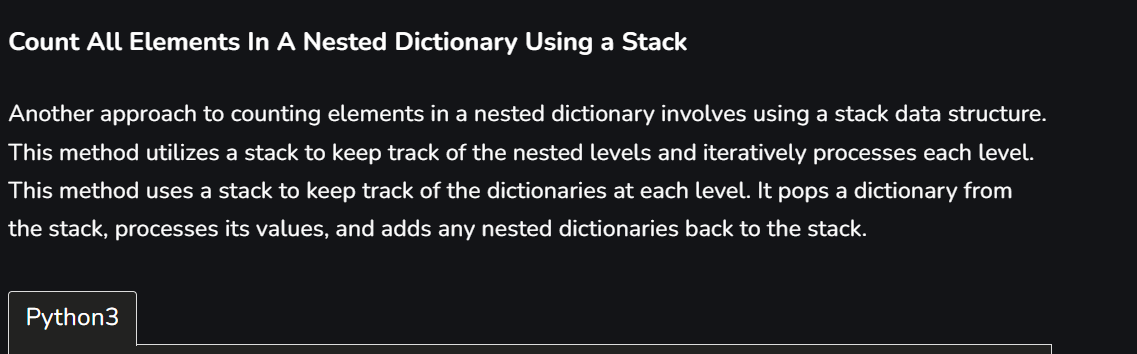 Count All Elements In A Nested Dictionary Using a Stack
Another approach to counting elements in a nested dictionary involves using a stack data structure.
This method utilizes a stack to keep track of the nested levels and iteratively processes each level.
This method uses a stack to keep track of the dictionaries at each level. It pops a dictionary from
the stack, processes its values, and adds any nested dictionaries back to the stack.
Python3